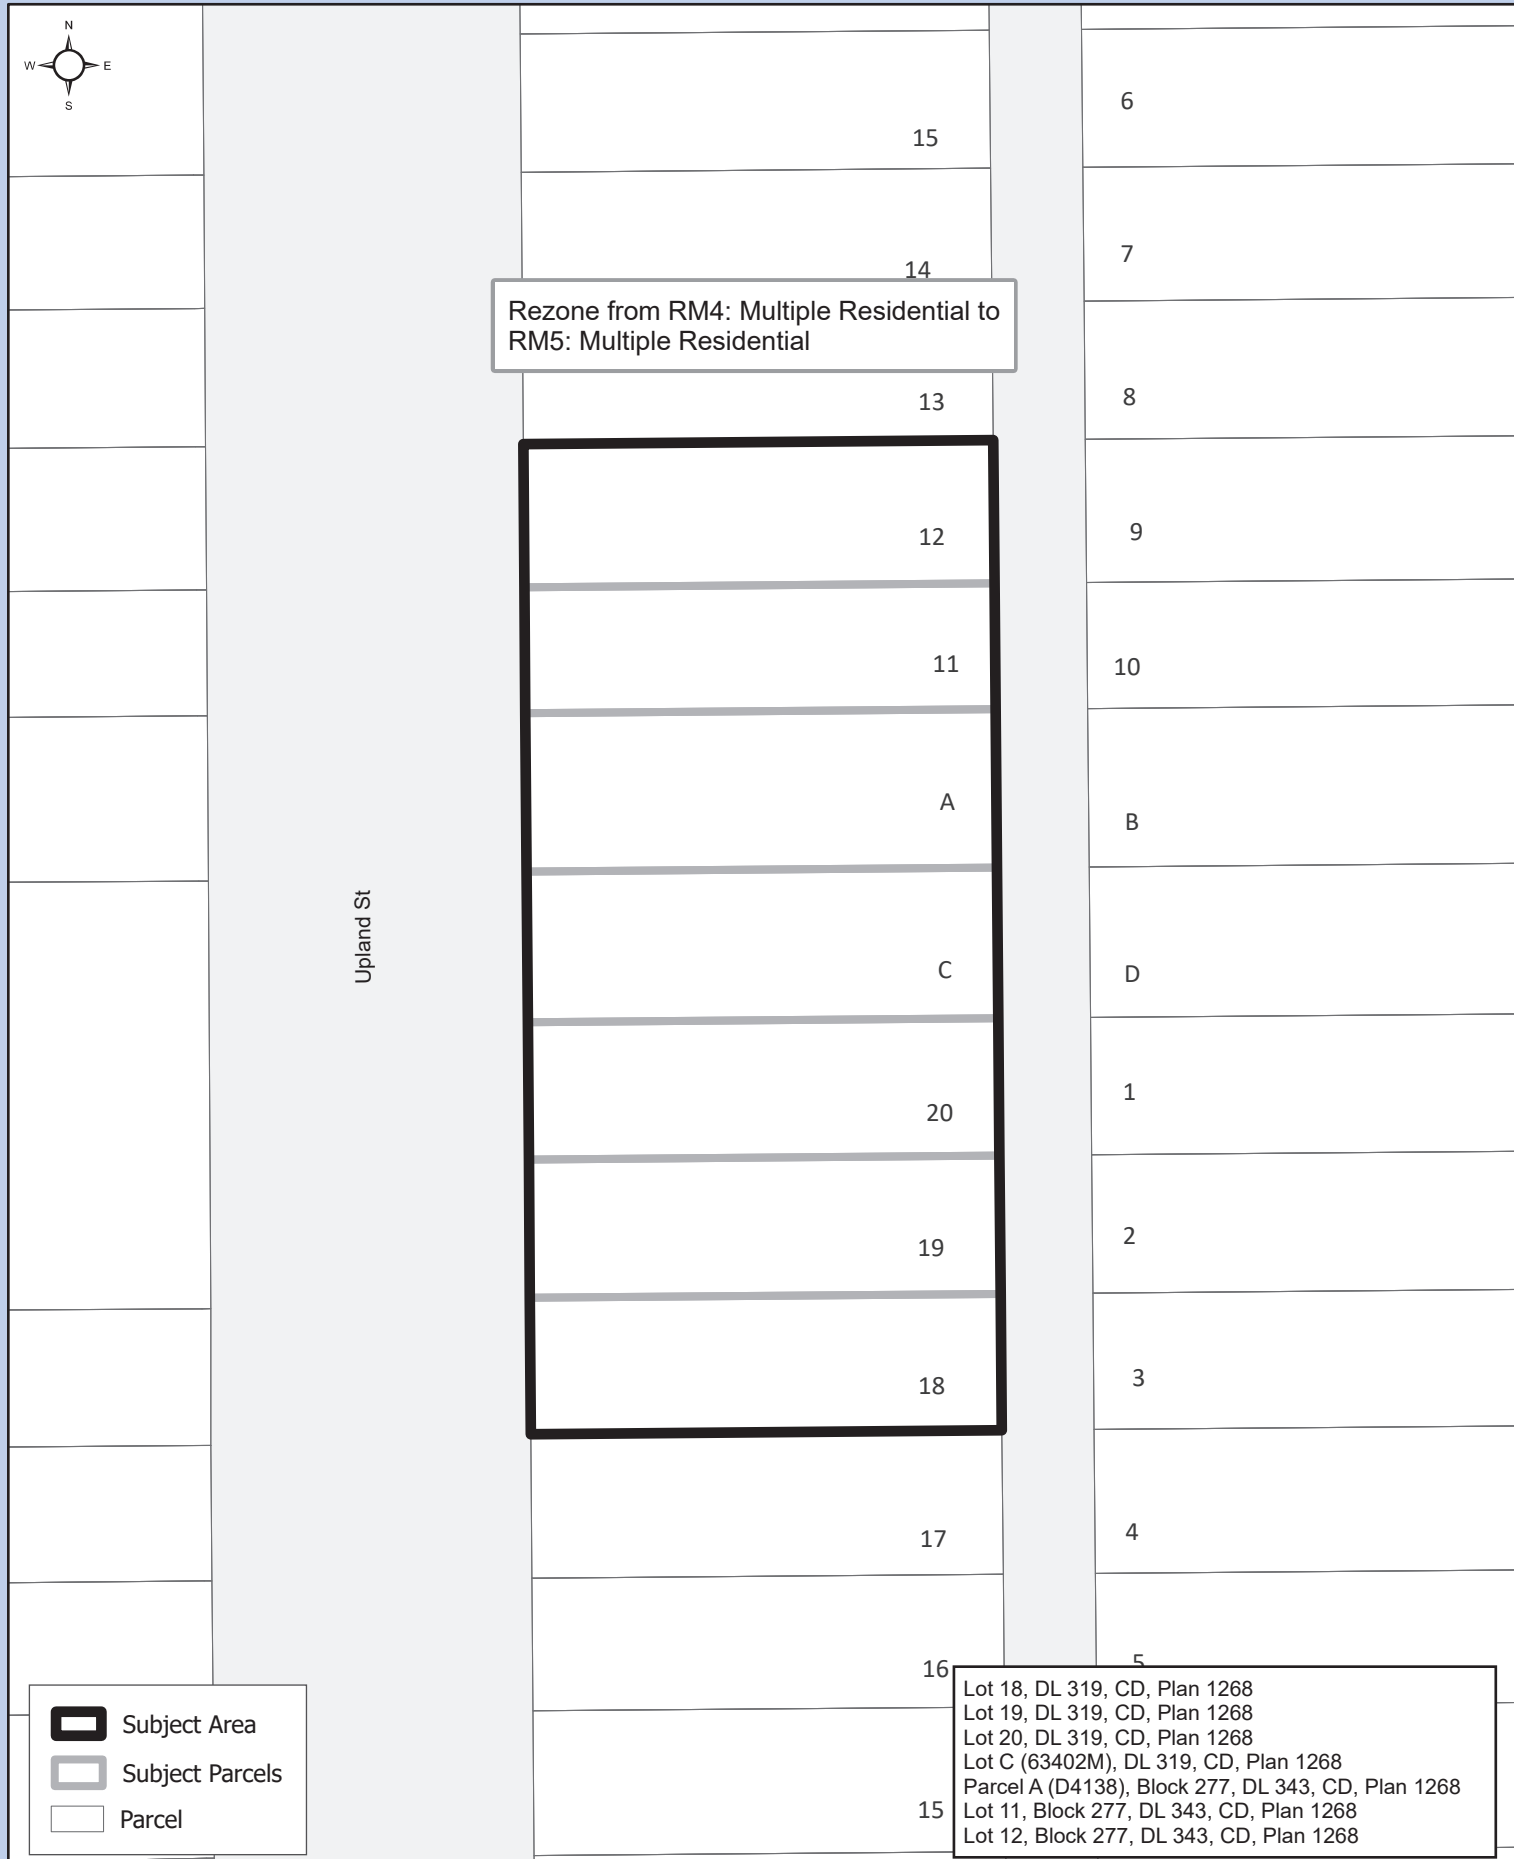 N
W E
S
15
6
14
7
Rezone from RM4: Multiple Residential to
RM5: Multiple Residential
13
8
12
9
11
10
A
B
Upland St
C
D
20
1
19
2
18
3
17
4
16
5
15
Subject Area
Subject Parcels
Parcel
Lot 18, DL 319, CD, Plan 1268
Lot 19, DL 319, CD, Plan 1268
Lot 20, DL 319, CD, Plan 1268
Lot C (63402M), DL 319, CD, Plan 1268
Parcel A (D4138), Block 277, DL 343, CD, Plan 1268
Lot 11, Block 277, DL 343, CD, Plan 1268
Lot 12, Block 277, DL 343, CD, Plan 1268